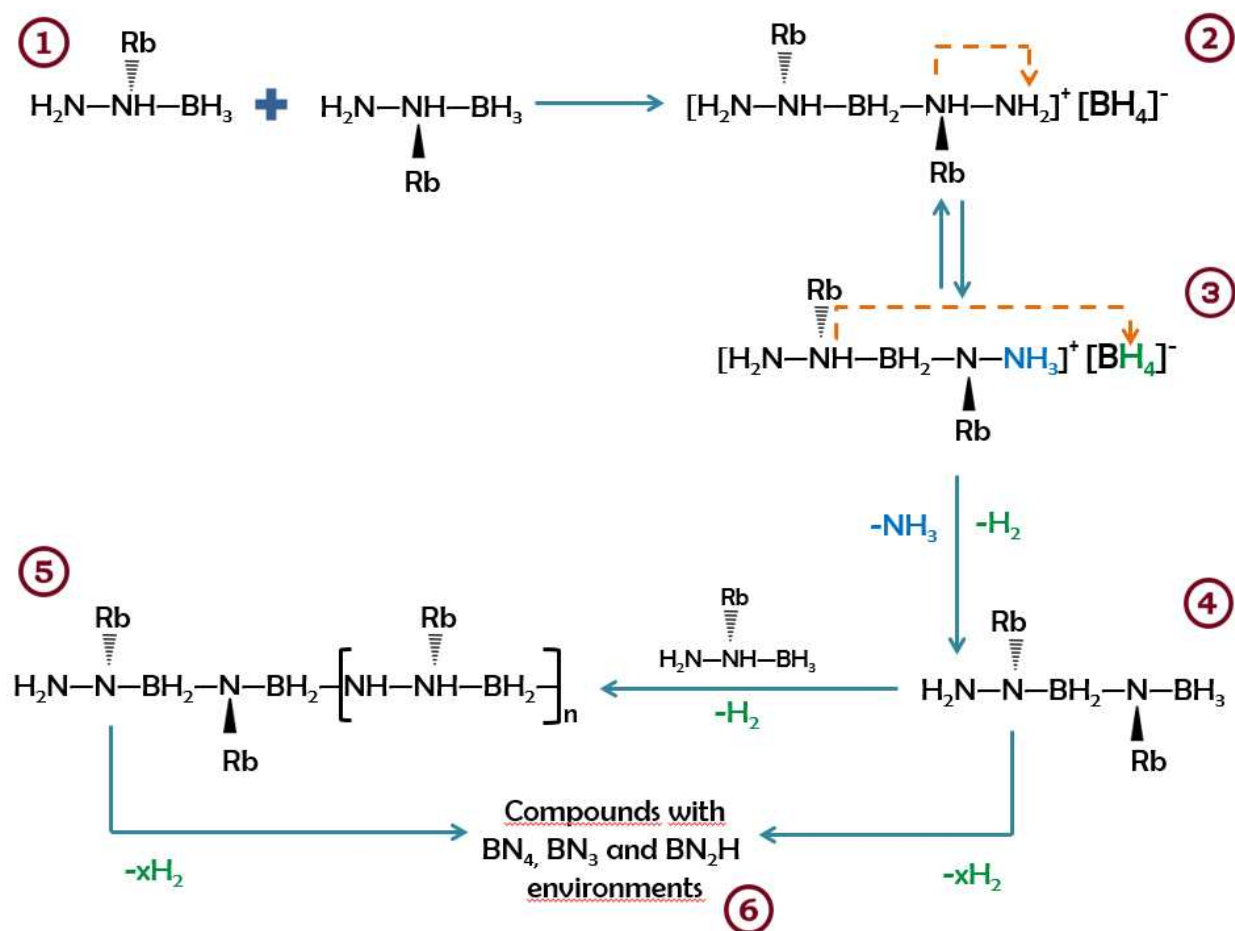 1
Rb
H₂N—NH—BH₃ + H₂N—NH—BH₃
Rb
2
Rb
[H₂N—NH—BH₂—NH—NH₂]⁺ [BH₄]⁻
Rb
3
Rb
[H₂N—NH—BH₂—N—NH₃]⁺ [BH₄]⁻
Rb
-NH₃ -H₂
4
Rb
H₂N—N—BH₂—N—BH₃
Rb
Rb
H₂N—NH—BH₃
-H₂
5
Rb Rb
H₂N—N—BH₂—N—BH₂—[NH—NH—BH₂—]n
Rb
-xH₂
-xH₂
Compounds with
BN₄, BN₃ and BN₂H
environments
6